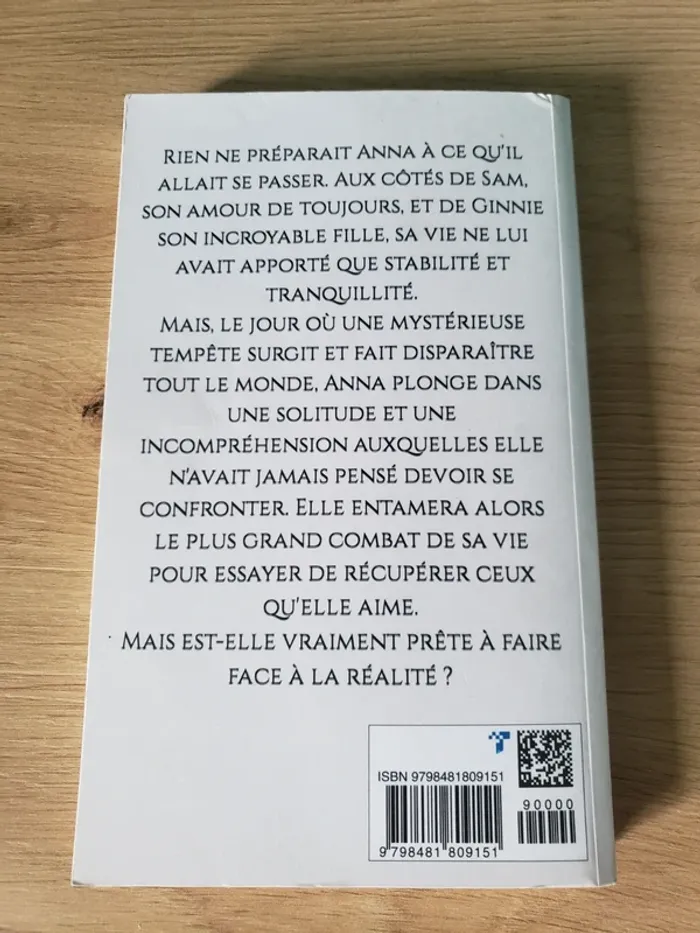 RIEN NE PRÉPARAIT ANNA À CE QU'IL
ALLAIT SE PASSER. AUX CÔTÉS DE SAM,
SON AMOUR DE TOUJOURS, ET DE GINNIE
SON INCROYABLE FILLE, SA VIE NE LUI
AVAIT APPORTÉ QUE STABILITÉ ET
TRANQUILLITÉ.
MAIS, LE JOUR OÙ UNE MYSTÉRIEUSE
TEMPÊTE SURGIT ET FAIT DISPARAÎTRE
TOUT LE MONDE, ANNA PLONGE DANS
UNE SOLITUDE ET UNE
INCOMPRÉHENSION AUXQUELLES ELLE
N'AVAIT JAMAIS PENSÉ DEVOIR SE
CONFRONTER. ELLE ENTAMERA ALORS
LE PLUS GRAND COMBAT DE SA VIE
POUR ESSAYER DE RÉCUPÉRER CEUX
QU'ELLE AIME.
MAIS EST-ELLE VRAIMENT PRÊTE À FAIRE
FACE À LA RÉALITÉ ?
ISBN 9798481809151
90000
9 798481 809151